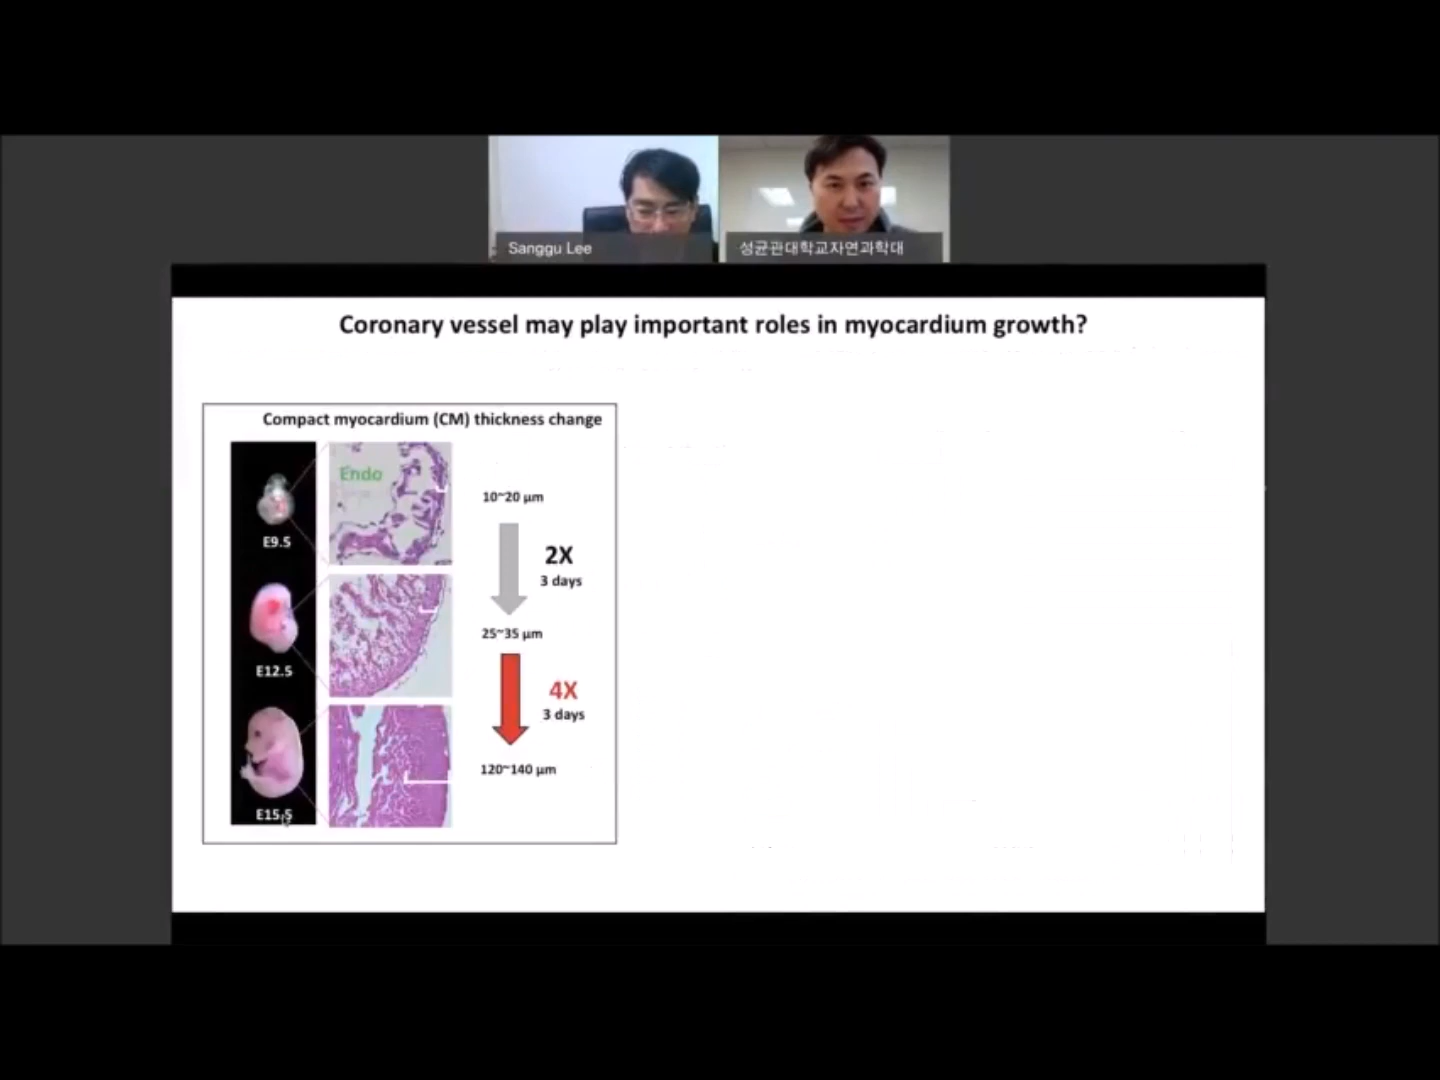 Sanggu Lee
성균관대학교자연과학대
Coronary vessel may play important roles in myocardium growth?
Compact myocardium (CM) thickness change
Endo
E9.5
10~20 μm
2X
3 days
E12.5
25~35 μm
4X
3 days
E15.5
120~140 μm